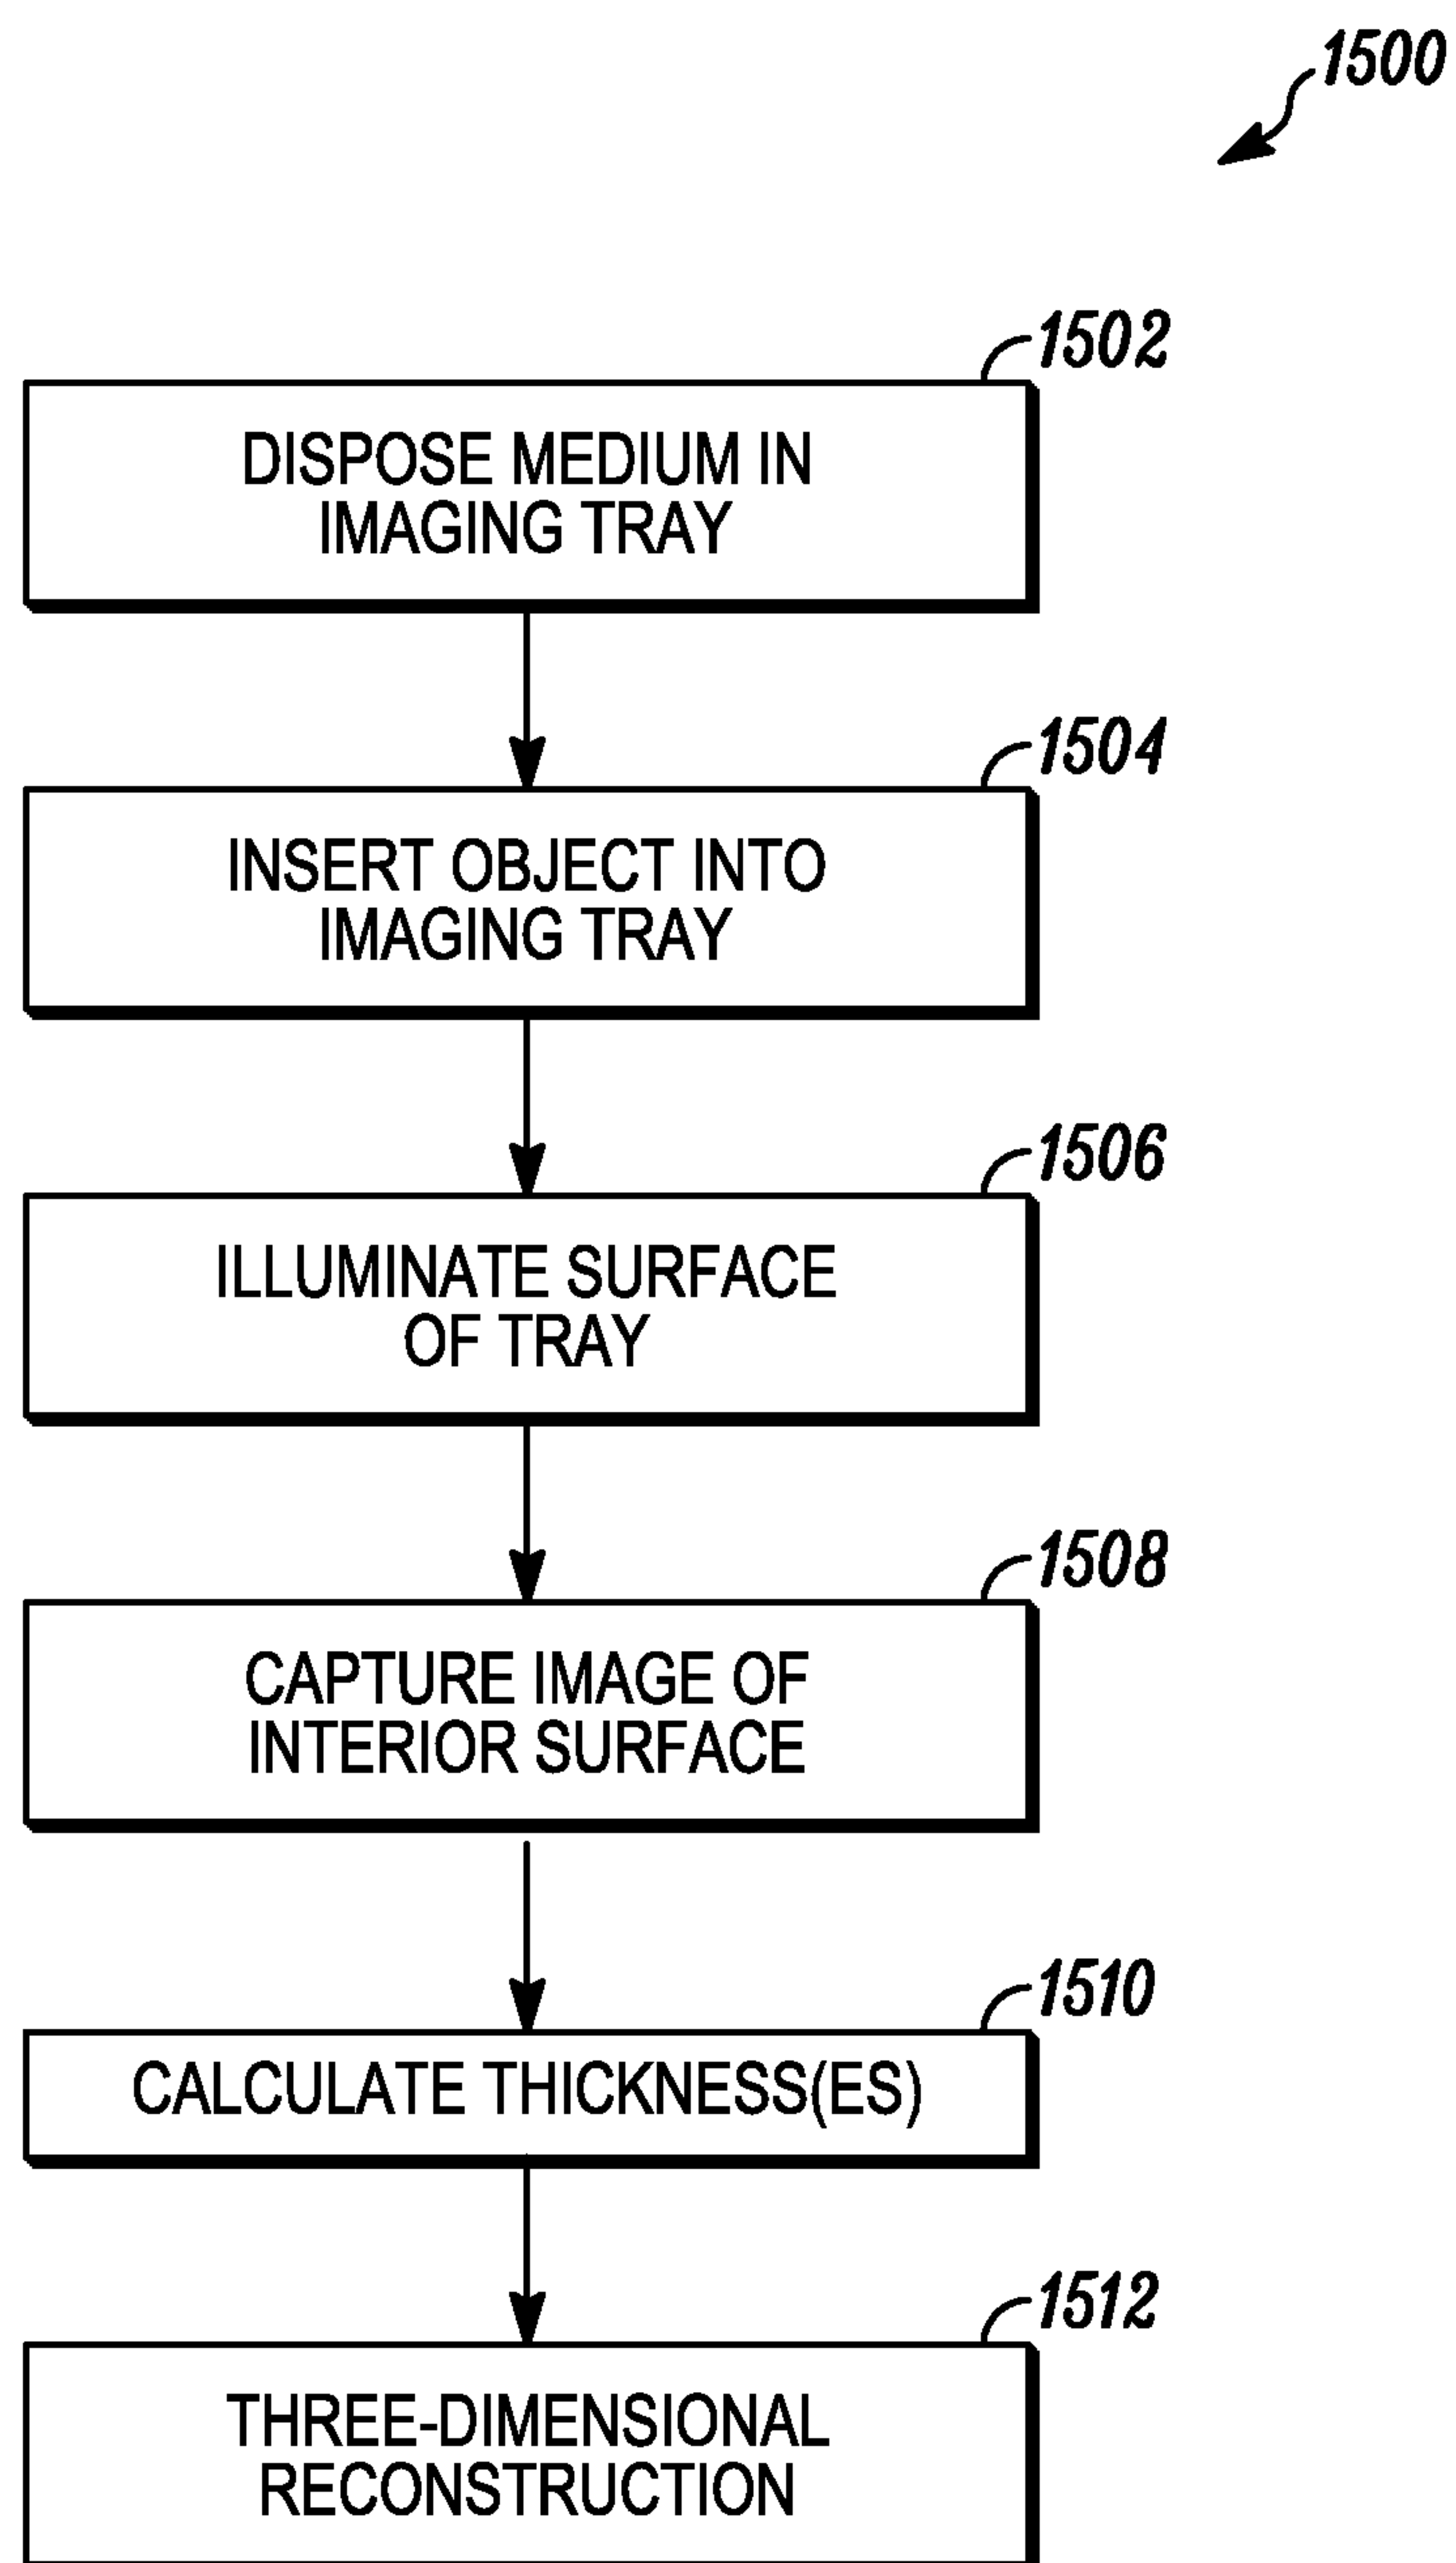 1500
1502
DISPOSE MEDIUM IN
IMAGING TRAY
1504
INSERT OBJECT INTO
IMAGING TRAY
1506
ILLUMINATE SURFACE
OF TRAY
1508
CAPTURE IMAGE OF
INTERIOR SURFACE
1510
CALCULATE THICKNESS(ES)
1512
THREE-DIMENSIONAL
RECONSTRUCTION